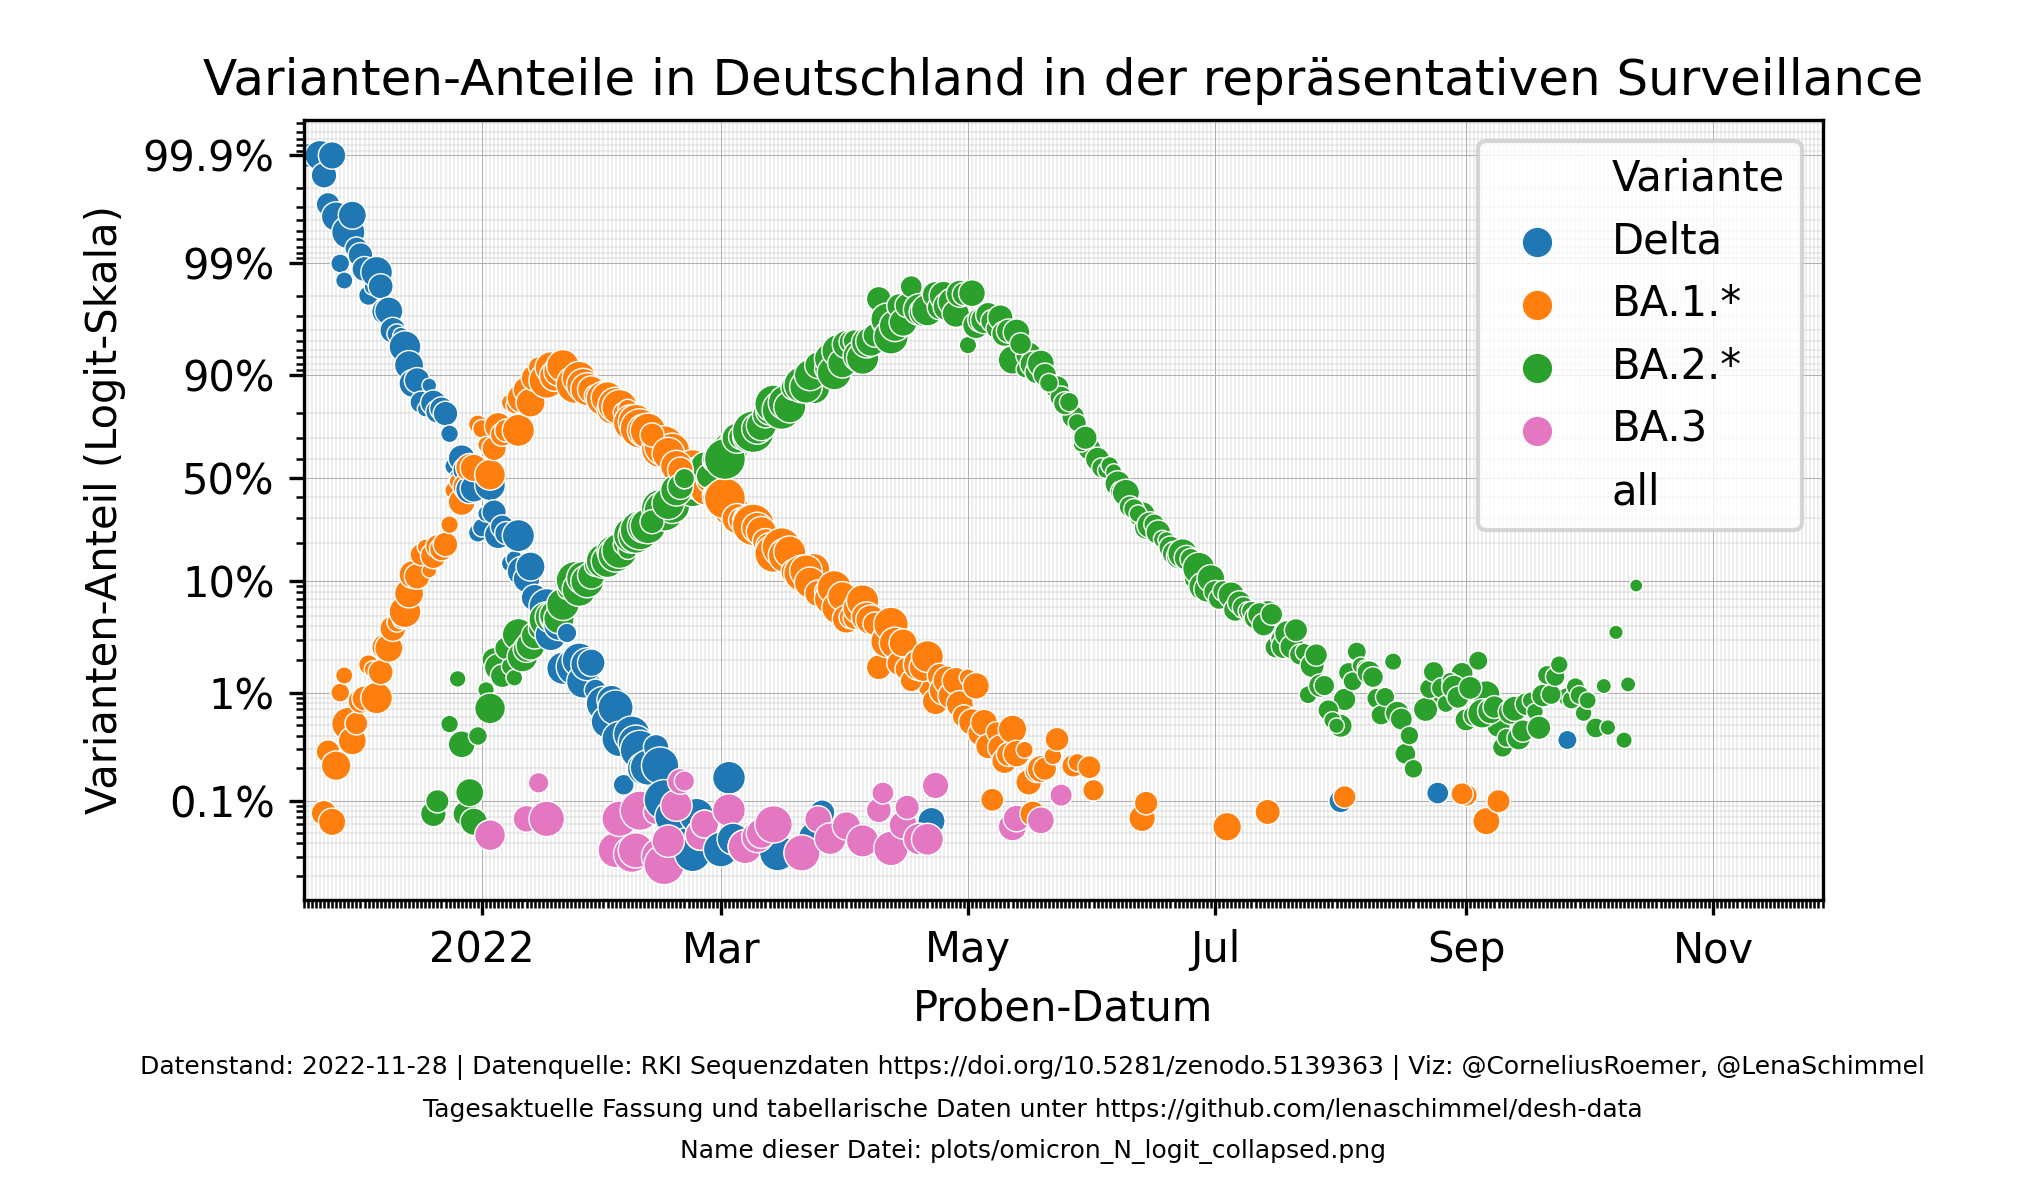 Varianten-Anteile in Deutschland in der repräsentativen Surveillance
Varianten-Anteil (Logit-Skala)
99.9%
99%
90%
50%
10%
1%
0.1%
Variante
Delta
BA.1.*
BA.2.*
BA.3
all
2022
Mar
May
Jul
Sep
Nov
Proben-Datum
Datenstand: 2022-11-28 | Datenquelle: RKI Sequenzdaten https://doi.org/10.5281/zenodo.5139363 | Viz: @CorneliusRoemer, @LenaSchimmel
Tagesaktuelle Fassung und tabellarische Daten unter https://github.com/lenaschimmel/desh-data
Name dieser Datei: plots/omicron_N_logit_collapsed.png